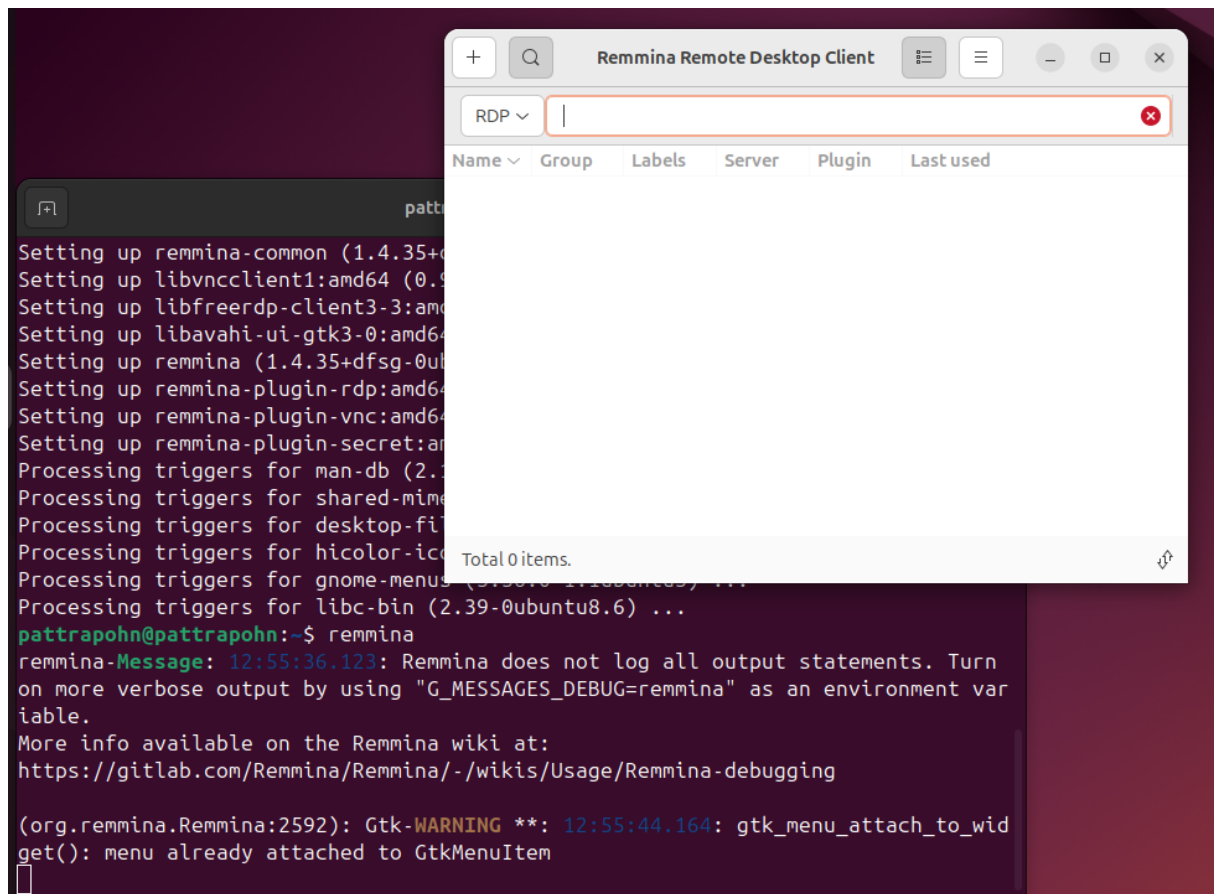 Remmina Remote Desktop Client
RDP
Name Group Labels Server Plugin Last used
Total 0 items.
Setting up remmina-common (1.4.35+
Setting up libvncclient1:amd64 (0.
Setting up libfreerdp-client3-3:am
Setting up libavahi-ui-gtk3-0:amd64
Setting up remmina (1.4.35+dfsg-0u
Setting up remmina-plugin-rdp:amd64
Setting up remmina-plugin-vnc:amd64
Setting up remmina-plugin-secret:a
Processing triggers for man-db (2.
Processing triggers for shared-mim
Processing triggers for desktop-fi
Processing triggers for hicolor-ic
Processing triggers for gnome-menus
Processing triggers for libc-bin (2.39-0ubuntu8.6) ...
pattrapohn@pattrapohn:~$ remmina
remmina-Message: 12:55:36.123: Remmina does not log all output statements. Turn
on more verbose output by using "G_MESSAGES_DEBUG=remmina" as an environment var
iable.
More info available on the Remmina wiki at:
https://gitlab.com/Remmina/Remmina/-/wikis/Usage/Remmina-debugging
(org.remmina.Remmina:2592): Gtk-WARNING **: 12:55:44.164: gtk_menu_attach_to_wid
get(): menu already attached to GtkMenuItem